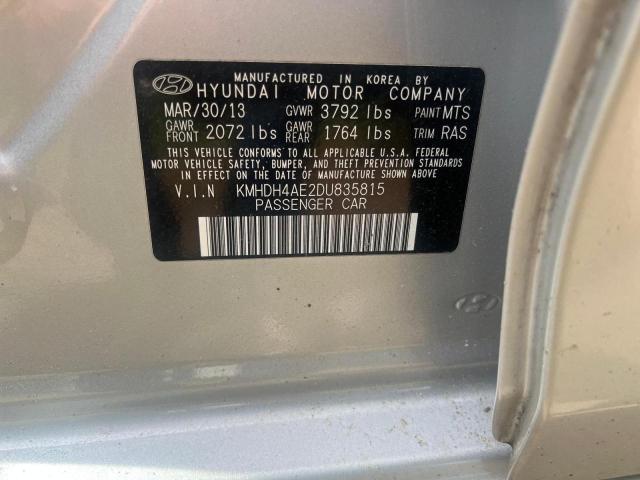 MANUFACTURED IN KOREA BY
HYUNDAI MOTOR COMPANY
MAR/30/13 GVWR 3792 lbs PAINT MTS
GAWR FRONT 2072 lbs GAWR REAR 1764 lbs TRIM RAS
THIS VEHICLE CONFORMS TO ALL APPLICABLE U.S.A. FEDERAL
MOTOR VEHICLE SAFETY, BUMPER, AND THEFT PREVENTION STANDARDS
IN EFFECT ON THE DATE OF MANUFACTURE SHOWN ABOVE.
V.I.N KMHDH4AE2DU835815
PASSENGER CAR